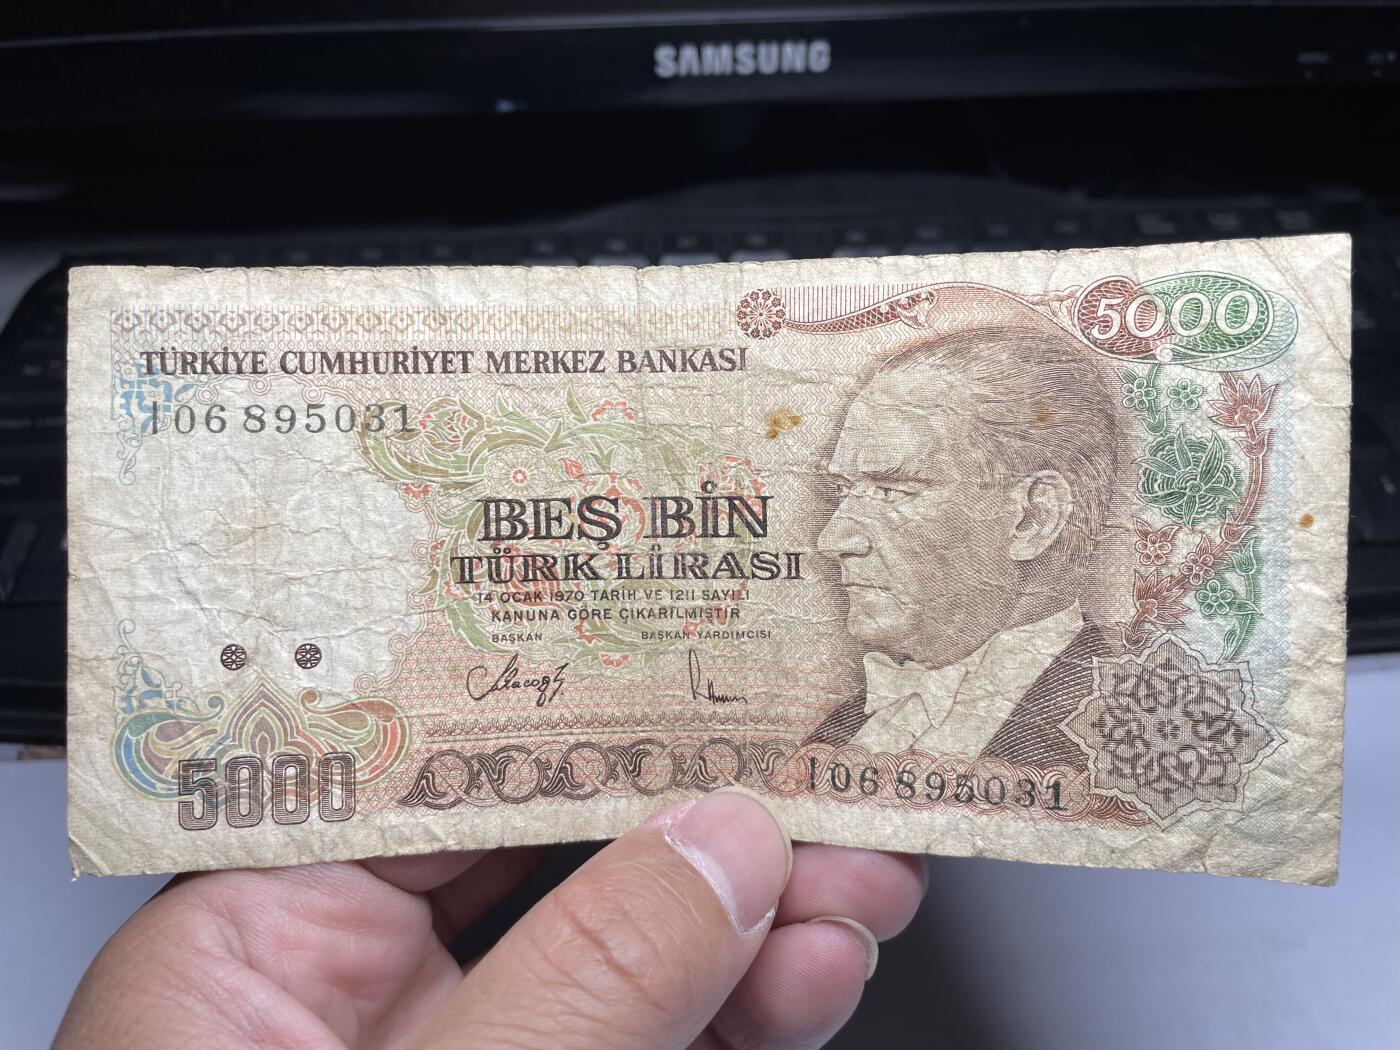 SAMSUNG
5000
TÜRKİYE CUMHURİYET MERKEZ BANKASI
I06 895031
BEŞ BİN
TÜRK LİRASI
14 OCAK 1970 TARİH VE 1211 SAYILI
KANUNA GÖRE ÇIKARILMIŞTIR
BAŞKAN BAŞKAN YARDIMCISI
5000
I06 895031